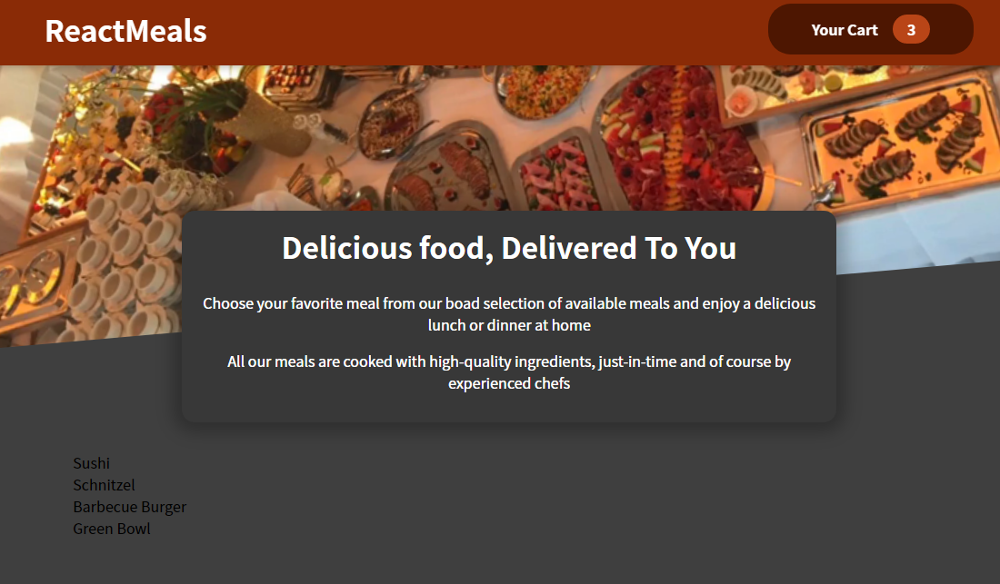 ReactMeals
Your Cart 3
Delicious food, Delivered To You
Choose your favorite meal from our boad selection of available meals and enjoy a delicious
lunch or dinner at home
All our meals are cooked with high-quality ingredients, just-in-time and of course by
experienced chefs
Sushi
Schnitzel
Barbecue Burger
Green Bowl